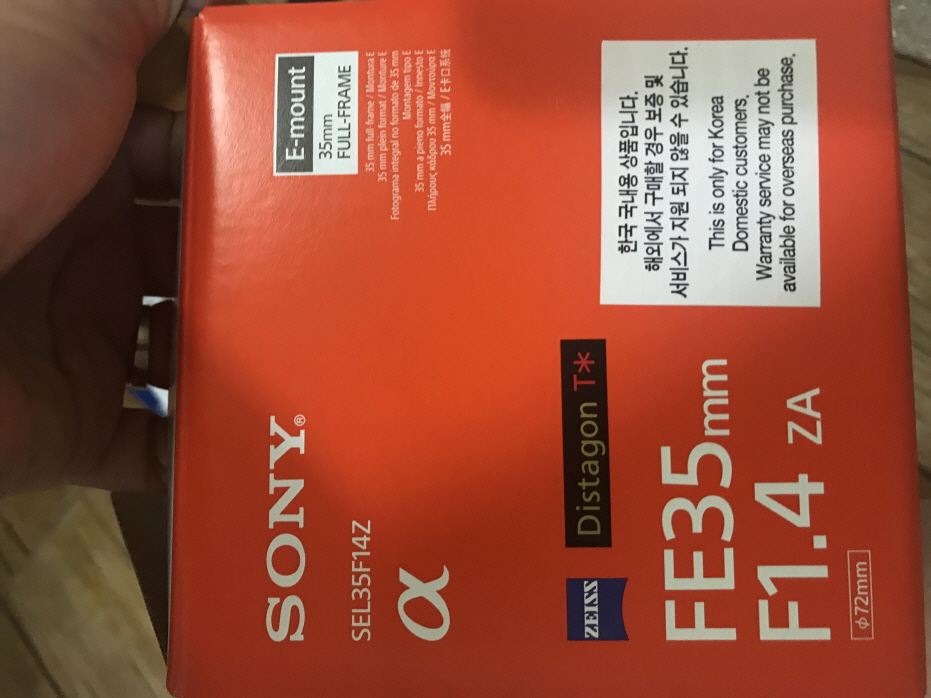 SONY®
SEL35F14Z
α
E-mount
35mm
FULL-FRAME
35 mm full-frame / Montura E
35 mm plein format / Monture E
Fotograma integral no formato de 35 mm
Montagem tipo E
35 mm a pieno formato / Innesto E
Πλήρους κάδρου 35 mm / Μοντούρα E
35 mm全幅 / E卡口系统
ZEISS
Distagon T*
FE35mm
F1.4 ZA
ϕ72mm
한국 국내용 상품입니다.
해외에서 구매할 경우 보증 및
서비스가 지원 되지 않을 수 있습니다.
This is only for Korea
Domestic customers,
Warranty service may not be
available for overseas purchase.